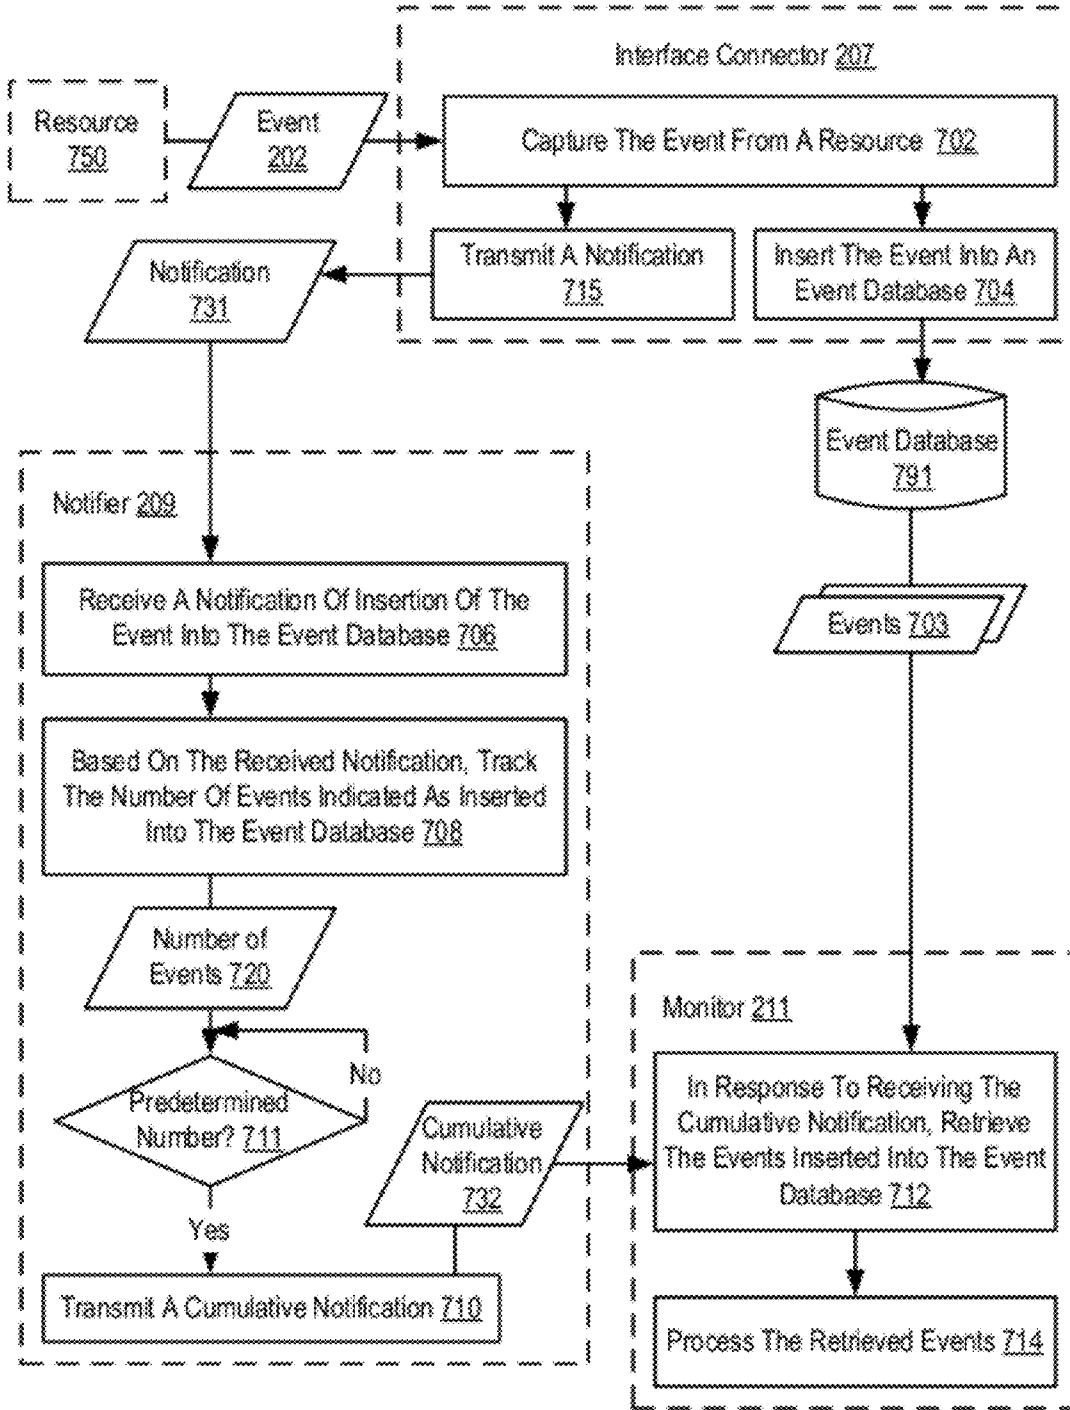 Interface Connector 207
Resource
750
Event
202
Capture The Event From A Resource 702
Transmit A Notification
715
Insert The Event Into An
Event Database 704
Notification
731
Event Database
791
Notifier 209
Receive A Notification Of Insertion Of The
Event Into The Event Database 706
Events 703
Based On The Received Notification, Track
The Number Of Events Indicated As Inserted
Into The Event Database 708
Number of
Events 720
Monitor 211
No
Predetermined
Number? 711
Cumulative
Notification
732
In Response To Receiving The
Cumulative Notification, Retrieve
The Events Inserted Into The Event
Database 712
Yes
Transmit A Cumulative Notification 710
Process The Retrieved Events 714